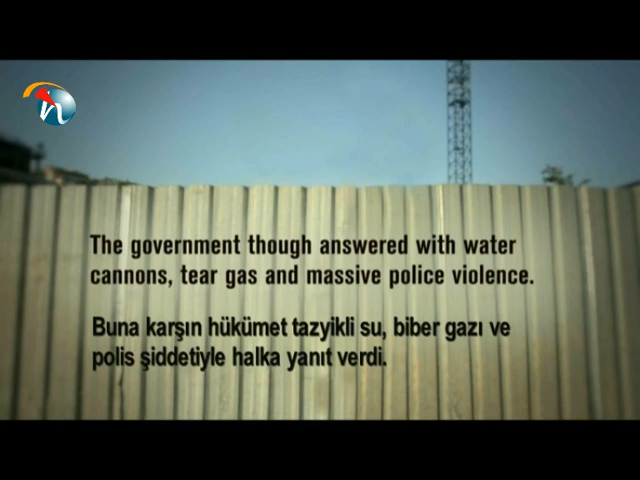 n
The government though answered with water
cannons, tear gas and massive police violence.
Buna karşın hükümet tazyikli su, biber gazı ve
polis şiddetiyle halka yanıt verdi.